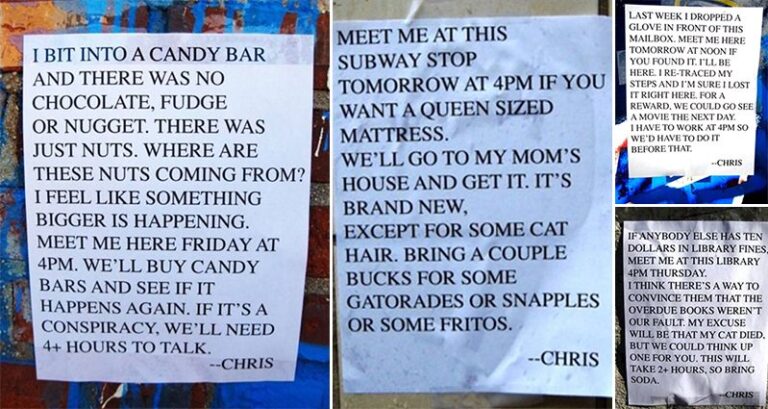 I BIT INTO A CANDY BAR
AND THERE WAS NO
CHOCOLATE, FUDGE
OR NUGGET. THERE WAS
JUST NUTS. WHERE ARE
THESE NUTS COMING FROM?
I FEEL LIKE SOMETHING
BIGGER IS HAPPENING.
MEET ME HERE FRIDAY AT
4PM. WE'LL BUY CANDY
BARS AND SEE IF IT
HAPPENS AGAIN. IF IT'S A
CONSPIRACY, WE'LL NEED
4+ HOURS TO TALK.
--CHRIS
MEET ME AT THIS
SUBWAY STOP
TOMORROW AT 4PM IF YOU
WANT A QUEEN SIZED
MATTRESS.
WE'LL GO TO MY MOM'S
HOUSE AND GET IT. IT'S
BRAND NEW,
EXCEPT FOR SOME CAT
HAIR. BRING A COUPLE
BUCKS FOR SOME
GATORADES OR SNAPPLES
OR SOME FRITOS.
--CHRIS
LAST WEEK I DROPPED A
GLOVE IN FRONT OF THIS
MAILBOX. MEET ME HERE
TOMORROW AT NOON IF
YOU FOUND IT. I'LL BE
HERE. I RE-TRACED MY
STEPS AND I'M SURE I LOST
IT RIGHT HERE. FOR A
REWARD, WE COULD GO SEE
A MOVIE THE NEXT DAY.
I HAVE TO WORK AT 4PM SO
WE'D HAVE TO DO IT
BEFORE THAT.
--CHRIS
IF ANYBODY ELSE HAS TEN
DOLLARS IN LIBRARY FINES,
MEET ME AT THIS LIBRARY
4PM THURSDAY.
I THINK THERE'S A WAY TO
CONVINCE THEM THAT THE
OVERDUE BOOKS WEREN'T
OUR FAULT. MY EXCUSE
WILL BE THAT MY CAT DIED,
BUT WE COULD THINK UP
ONE FOR YOU. THIS WILL
TAKE 2+ HOURS, SO BRING
SODA.
--CHRIS